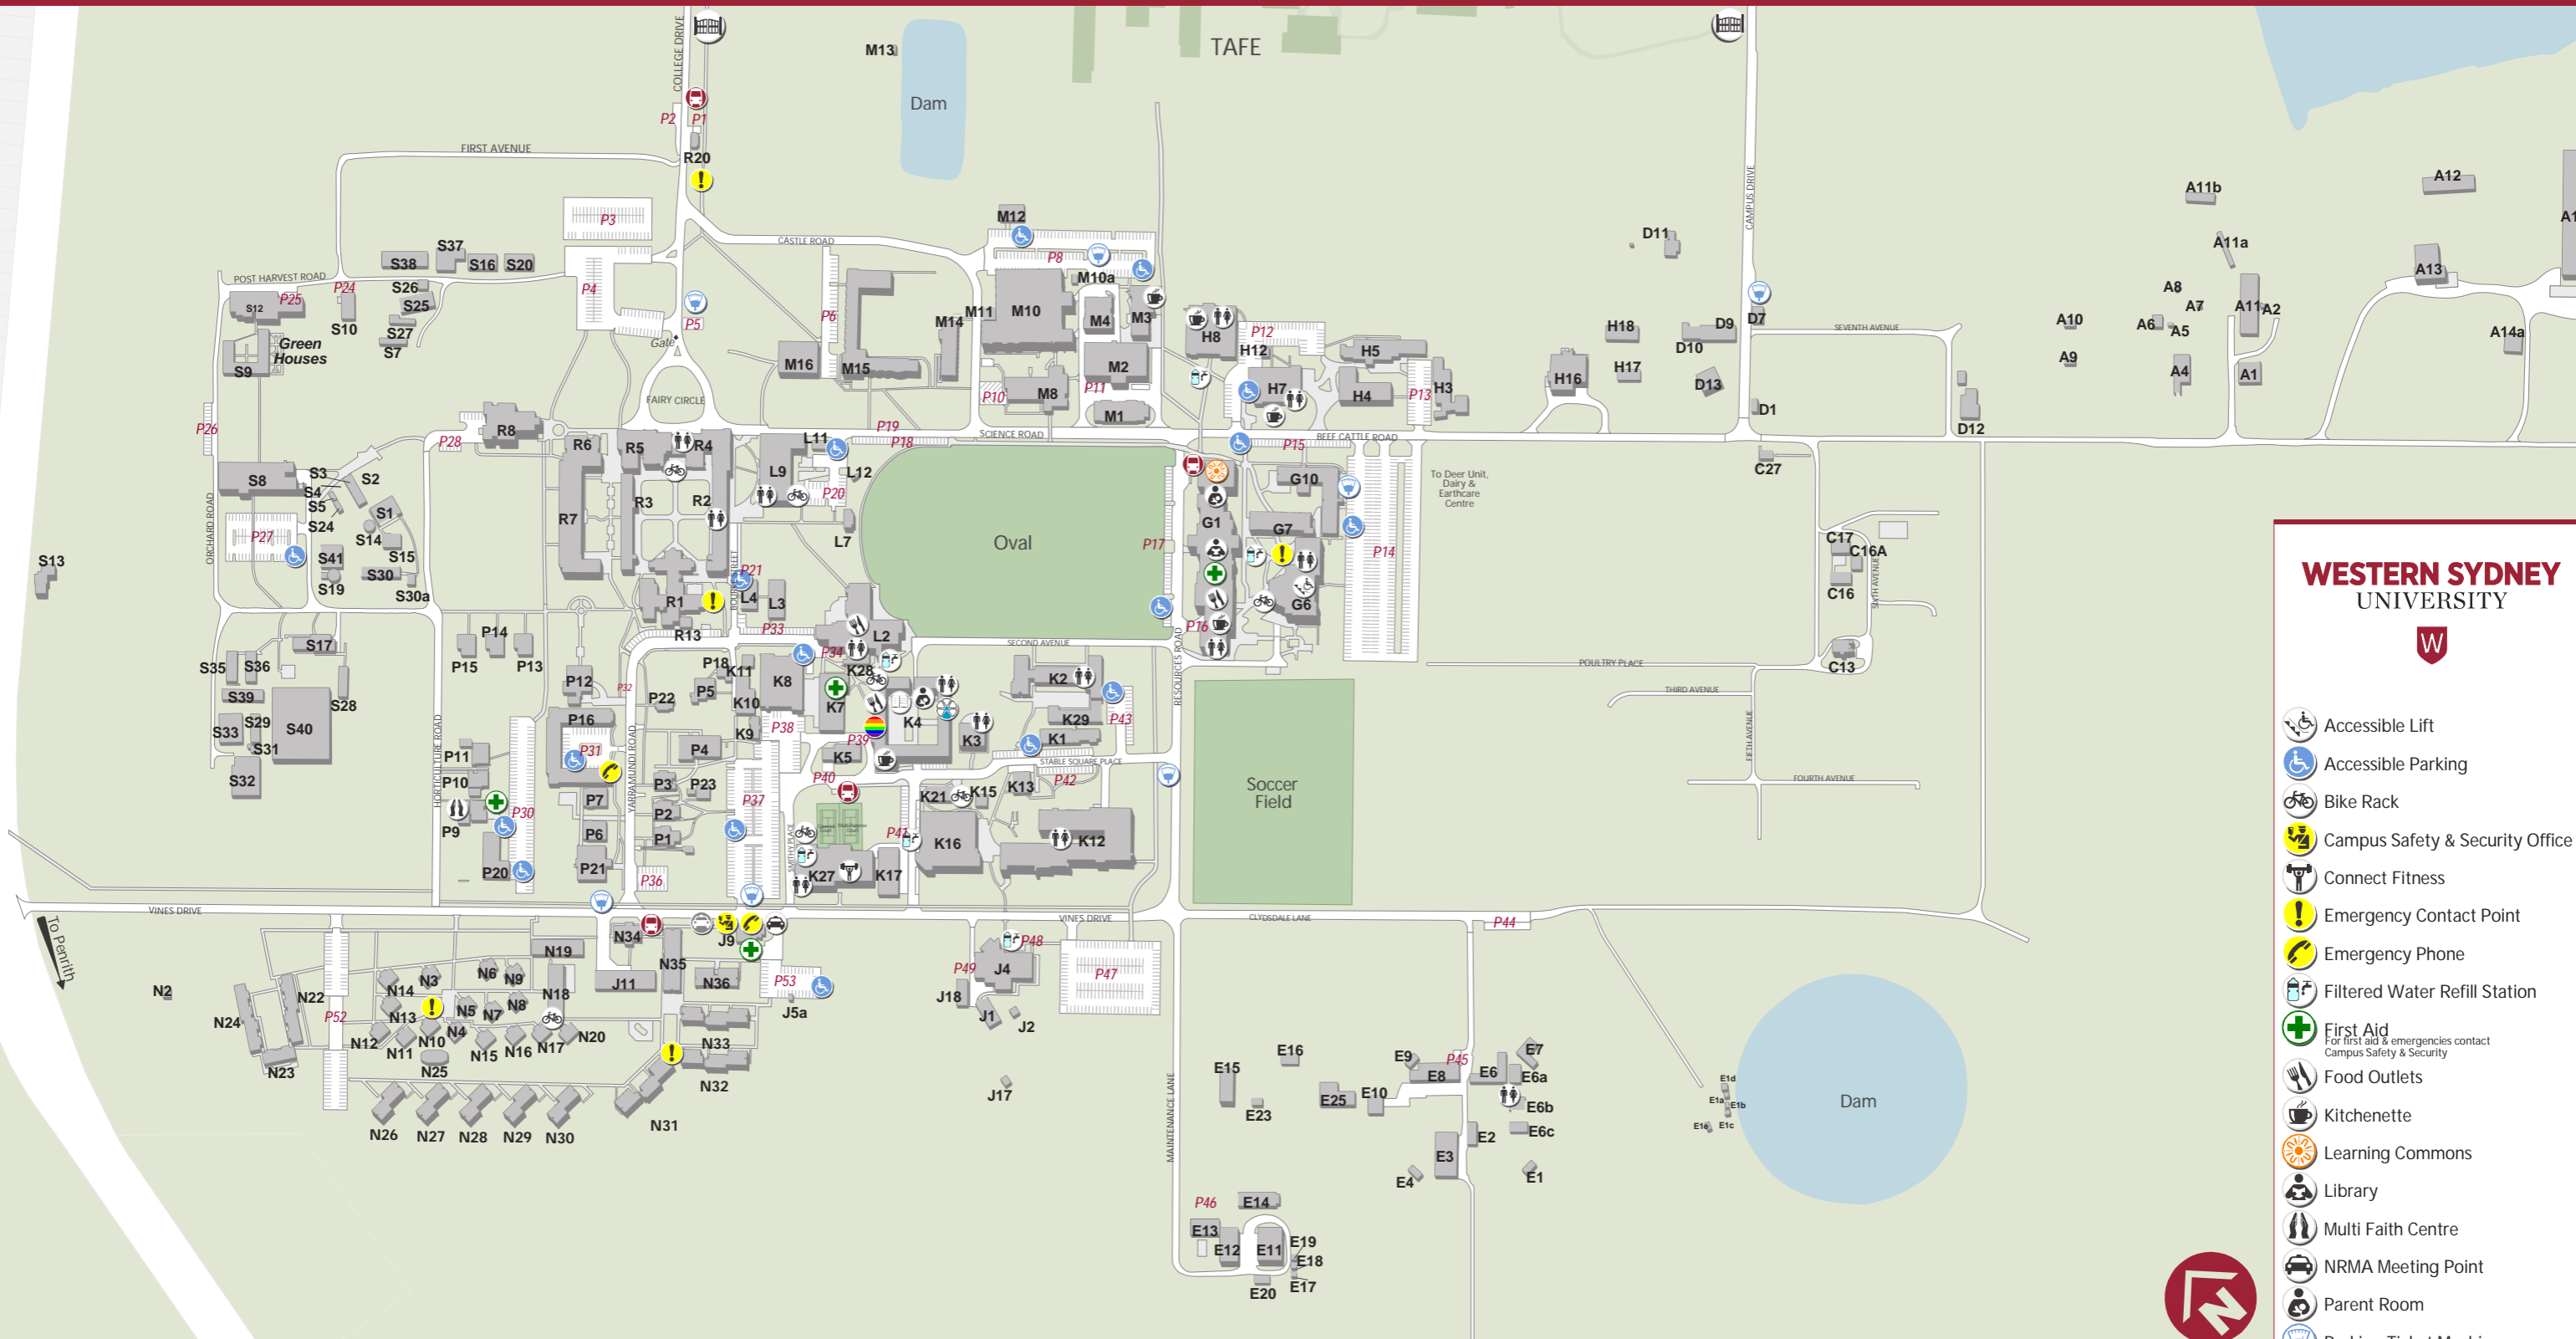 TAFE
COLLEGE DRIVE
M13
Dam
P2
P1
R20
FIRST AVENUE
P3
M12
CASTLE ROAD
CAMPUS DRIVE
A11b
A12
D11
A11a
S37
S38
S16
S20
POST HARVEST ROAD
P24
P25
S26
S25
S12
S10
S27
S7
Green
Houses
S9
P4
P5
Gate
P6
P8
M10a
M11
M10
M14
M4
M3
M16
M15
M2
M8
P10
P11
M1
H8
P12
H12
H5
H7
H4
P13
H3
H16
H18
H17
D9
D10
D7
D13
D1
SEVENTH AVENUE
D12
A10
A9
A8
A7
A6
A5
A4
A11
A2
A1
A13
A14a
FAIRY CIRCLE
P26
P28
R8
R6
R5
R4
L11
P19
P18
SCIENCE ROAD
BEEF CATTLE ROAD
P15
C27
S8
S3
S2
S4
S5
S24
S1
S14
S15
P27
ORCHARD ROAD
S41
S19
S30
S30a
S13
R7
R3
R2
L9
L12
P20
L7
Oval
P17
G1
G10
G7
G6
P14
To Deer Unit,
Dairy &
Earthcare
Centre
C17
C16A
C16
SIXTH AVENUE
C13
BOURKE STREET
P21
L4
L3
R1
R13
P33
L2
P34
SECOND AVENUE
P16
RESOURCES ROAD
POULTRY PLACE
THIRD AVENUE
FIFTH AVENUE
FOURTH AVENUE
S17
S35
S36
S39
S28
S29
S33
S31
S40
S32
P15
P14
P13
P12
P32
P16
P31
P11
P10
P9
P30
P20
P7
P6
P21
HORTICULTURE ROAD
YARRAMUNDI ROAD
P22
P5
P18
K11
K10
K9
P4
P3
P23
P2
P1
P36
K8
K7
K28
P38
P37
P39
K5
K4
K3
K2
K29
K1
P43
STABLE SQUARE PLACE
P40
P41
P42
K21
K15
K13
K16
K12
SMITHY PLACE
K27
K17
Soccer
Field
VINES DRIVE
VINES DRIVE
CLYDSDALE LANE
P44
To Penrith
N2
N24
N22
N23
P52
N14
N3
N6
N9
N19
N13
N5
N7
N8
N18
N12
N11
N10
N4
N15
N16
N17
N20
N25
N26
N27
N28
N29
N30
N31
N32
N33
N34
N35
N36
J11
J9
P53
J5a
J4
P48
P49
J18
J1
J2
P47
J17
MAINTENANCE LANE
E15
E16
E23
E25
E10
E9
E8
P45
E6
E7
E6a
E6b
E6c
E2
E3
E4
E1
E1d
E1a
E1b
E1e
E1c
Dam
P46
E14
E13
E12
E11
E19
E18
E17
E20
WESTERN SYDNEY
UNIVERSITY
W
Accessible Lift
Accessible Parking
Bike Rack
Campus Safety & Security Office
Connect Fitness
Emergency Contact Point
Emergency Phone
Filtered Water Refill Station
First Aid
For first aid & emergencies contact
Campus Safety & Security
Food Outlets
Kitchenette
Learning Commons
Library
Multi Faith Centre
NRMA Meeting Point
Parent Room
N